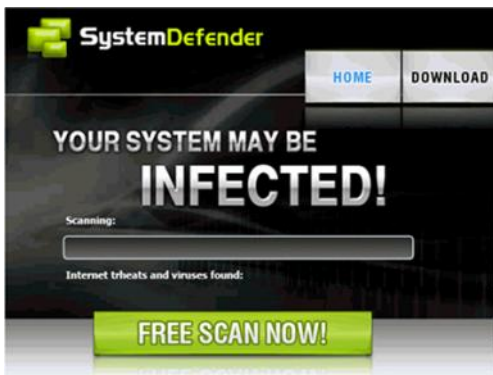 SystemDefender
HOME
DOWNLOAD
YOUR SYSTEM MAY BE
INFECTED!
Scanning:
Internet trheats and viruses found:
FREE SCAN NOW!